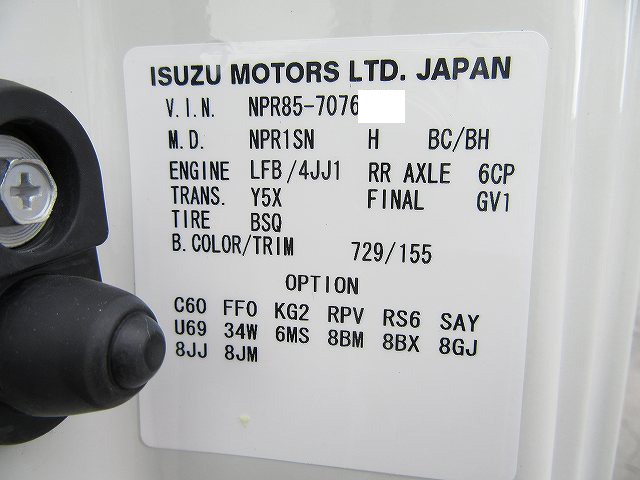 ISUZU MOTORS LTD. JAPAN
V.I.N. NPR85-7076
M.D. NPR1SN H BC/BH
ENGINE LFB/4JJ1 RR AXLE 6CP
TRANS. Y5X FINAL GV1
TIRE BSQ
B.COLOR/TRIM 729/155
OPTION
C60 FF0 KG2 RPV RS6 SAY
U69 34W 6MS 8BM 8BX 8GJ
8JJ 8JM